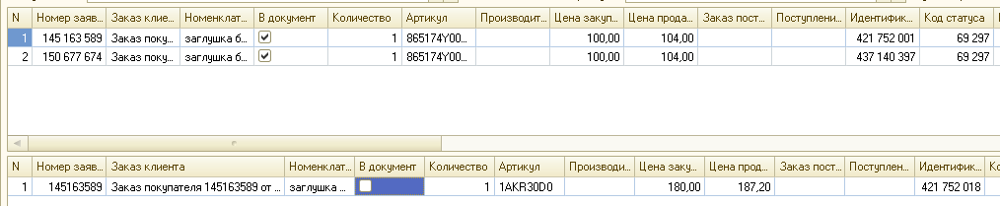 N Номер заяв... Заказ клие... Номенклат... В документ Количество Артикул Производит... Цена закуп... Цена прода... Заказ пост... Поступлени... Идентифик... Код статуса
1 145 163 589 Заказ поку... заглушка б... 1 865174Y00... 100,00 104,00 421 752 001 69 297
2 150 677 674 Заказ поку... заглушка б... 1 865174Y00... 100,00 104,00 437 140 397 69 297
N Номер заяв... Заказ клиента Номенклат... В документ Количество Артикул Производи... Цена заку... Цена прод... Заказ пост... Поступлен... Идентифик...
1 145163589 Заказ покупателя 145163589 от ... заглушка ... 1 1AKR30D0 180,00 187,20 421 752 018